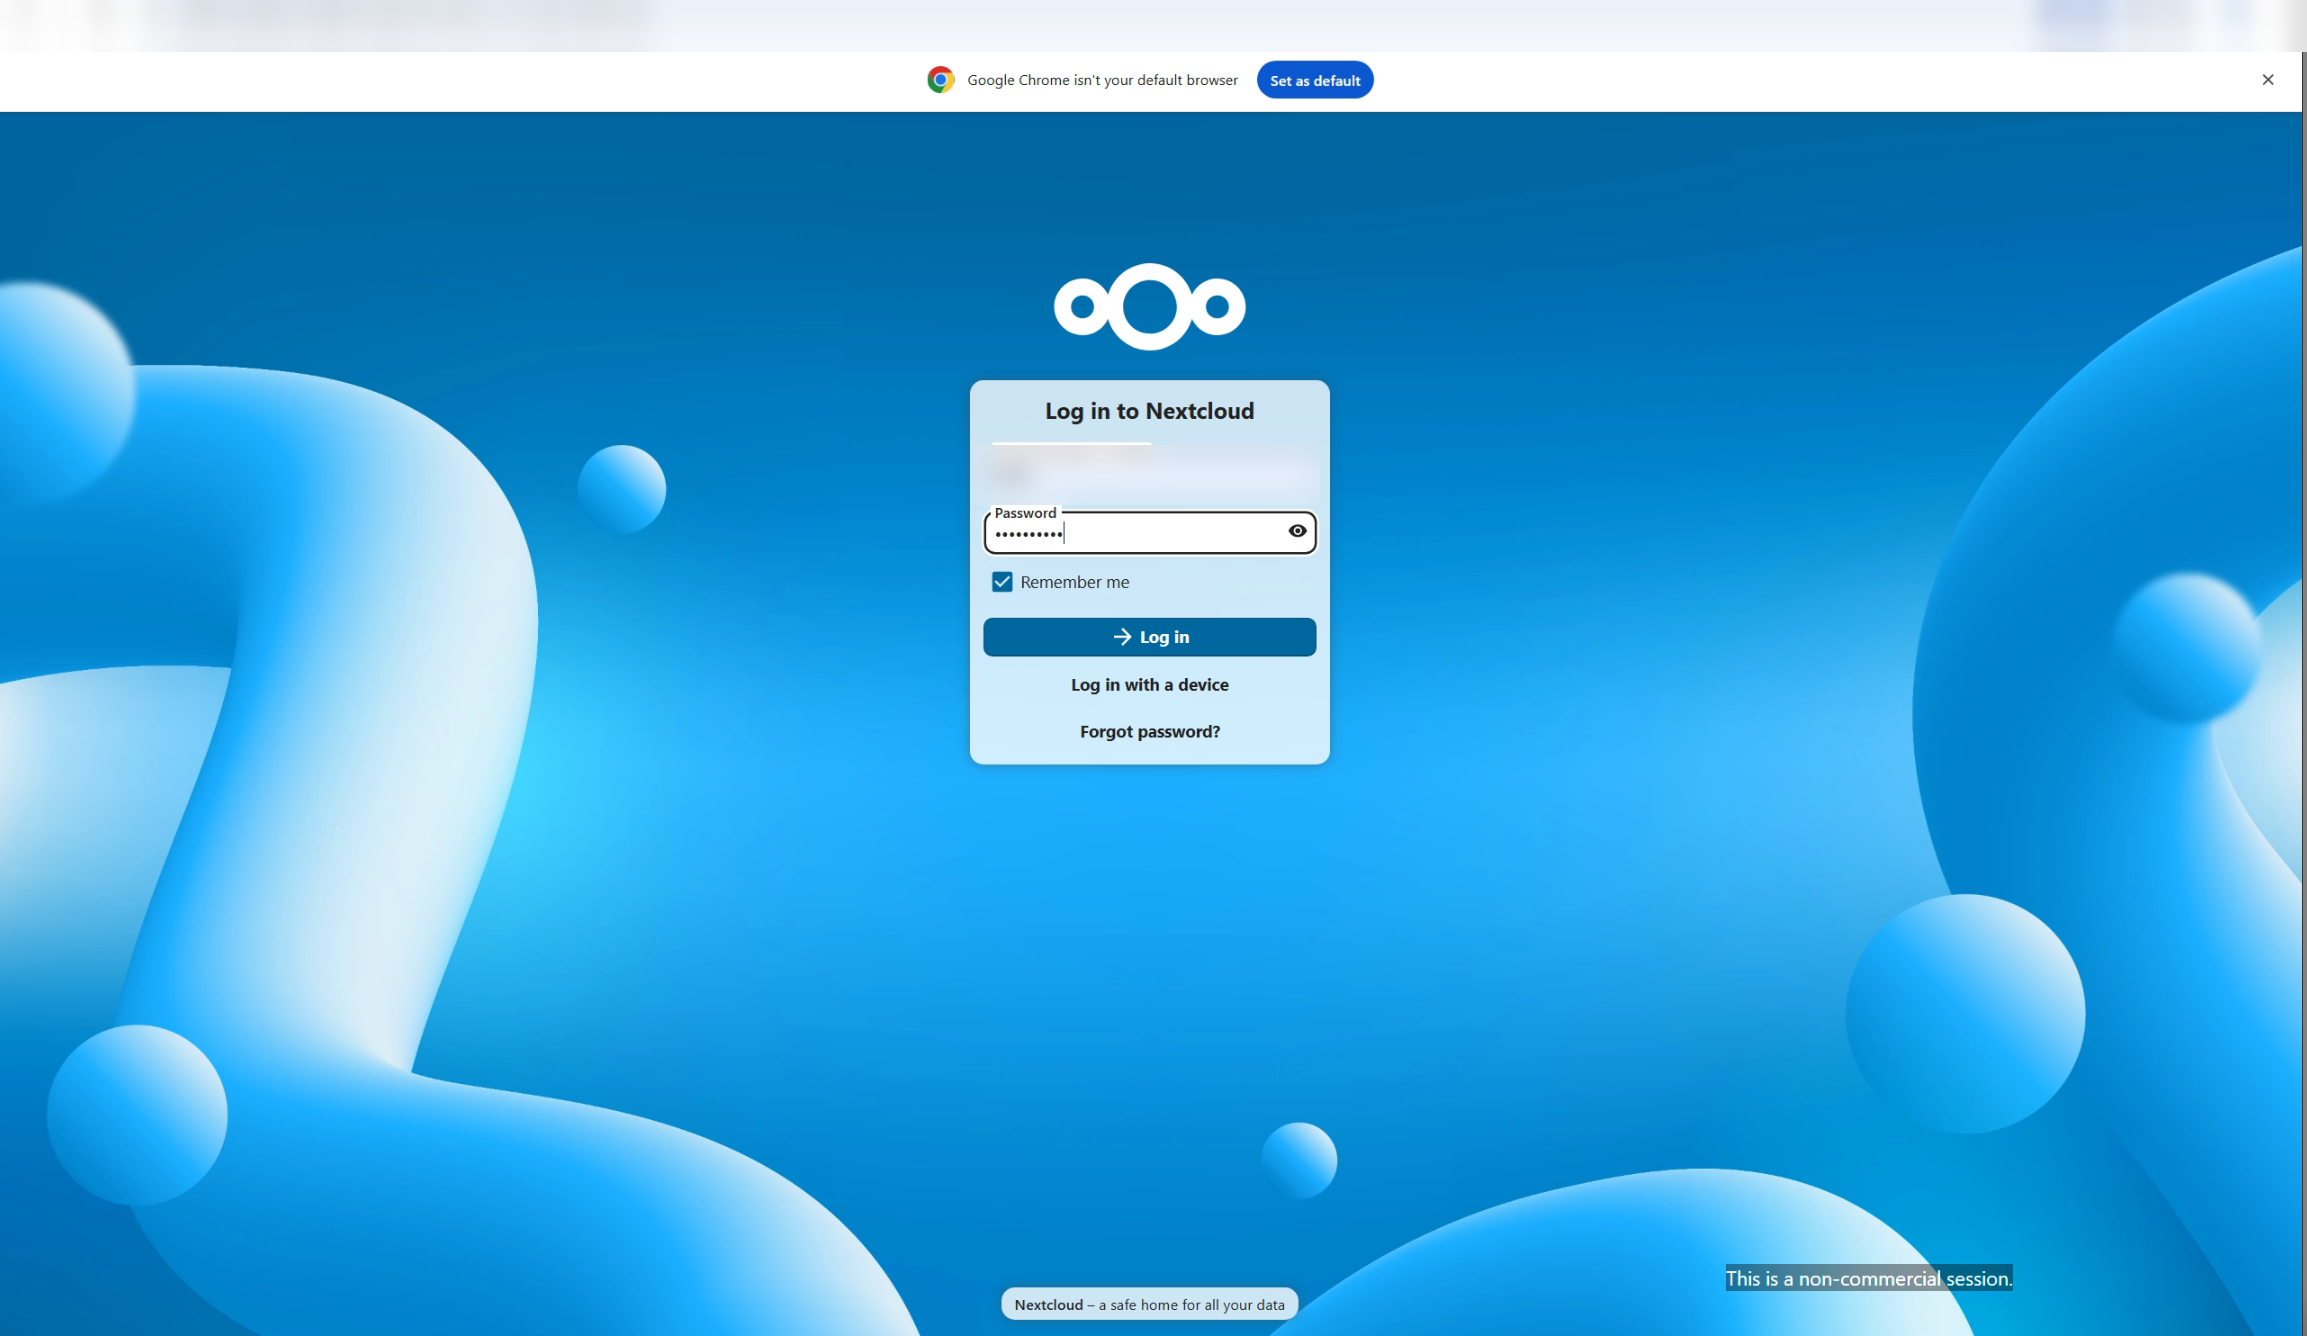 Google Chrome isn't your default browser
Set as default
Log in to Nextcloud
Password
••••••••••
Remember me
Log in
Log in with a device
Forgot password?
This is a non-commercial session.
Nextcloud – a safe home for all your data